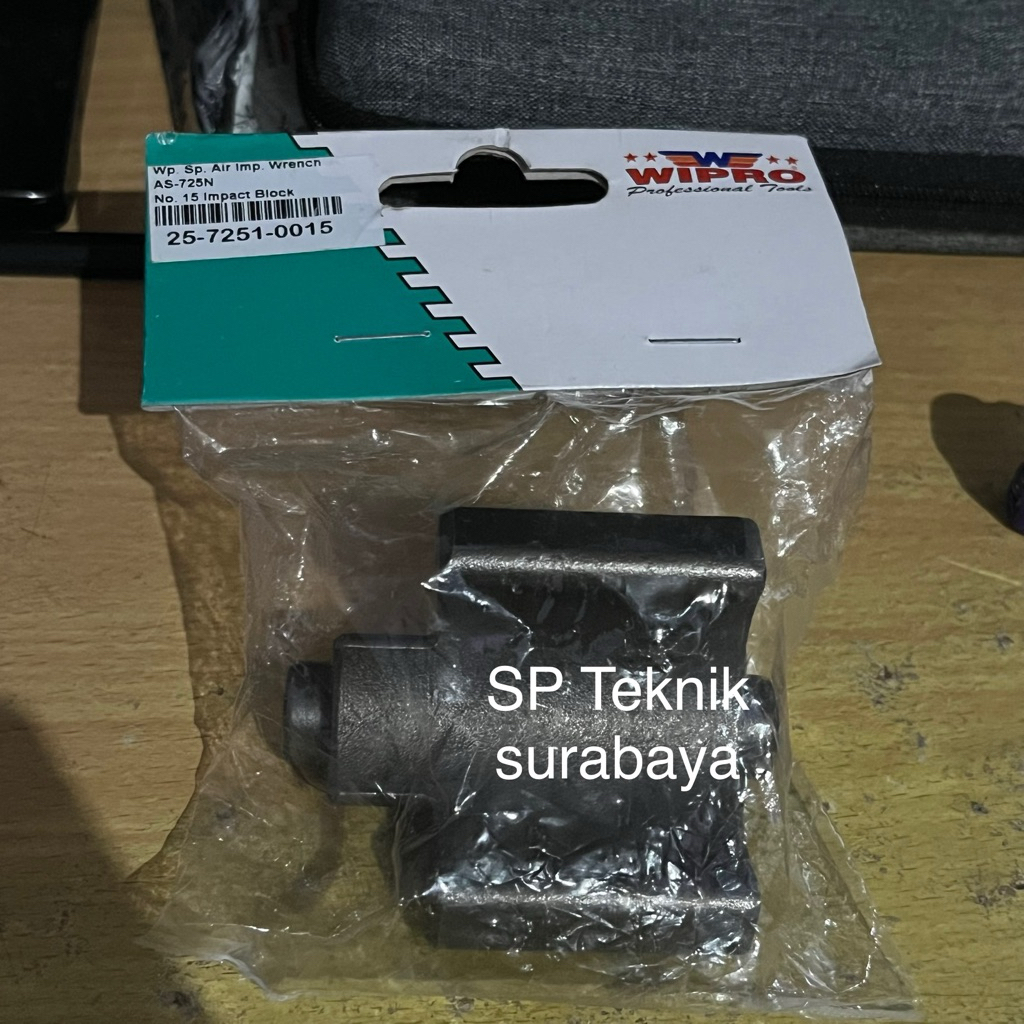 Wp. Sp. Air Imp. Wrench
AS-725N
No. 15 Impact Block
25-7251-0015
W
WIPRO
Professional Tools
SP Teknik
surabaya